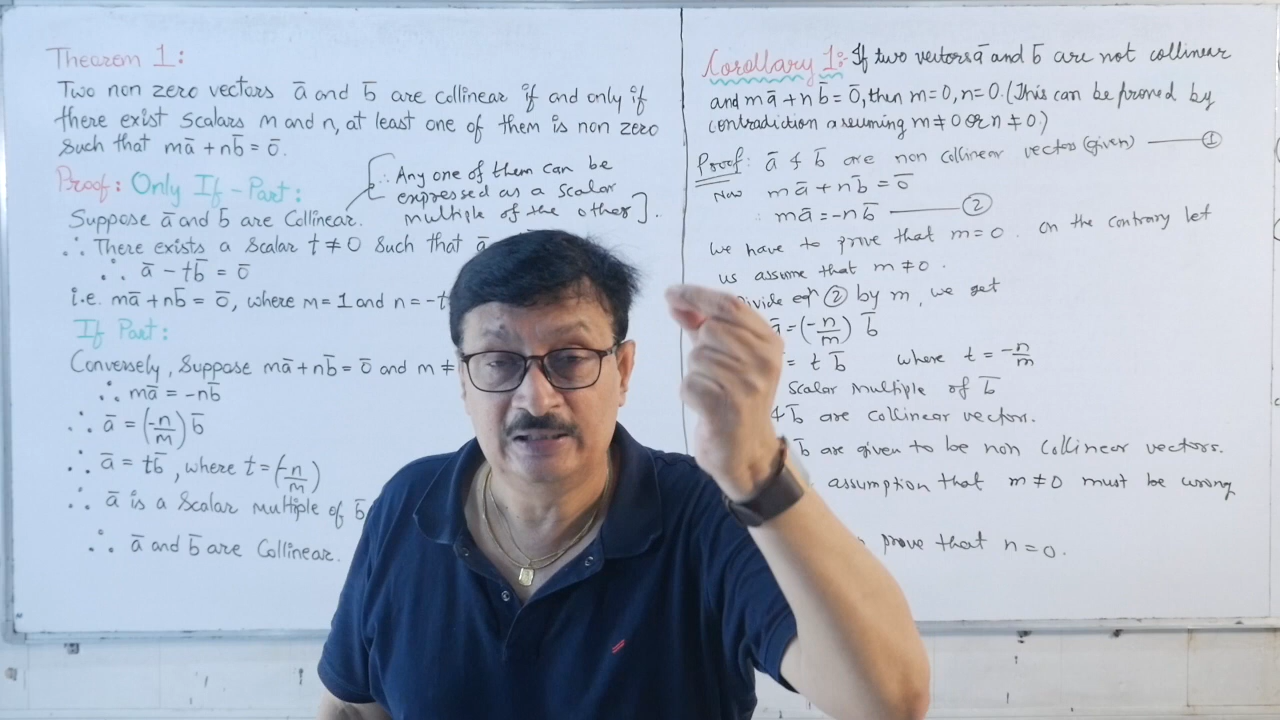 Theorem 1:
Two non zero vectors ā and b̄ are collinear if and only if
there exist scalars m and n, at least one of them is non zero
such that mā + nb̄ = ō.
Proof: Only If-Part:
[∵ Any one of them can be
expressed as a scalar
multiple of the other].
Suppose ā and b̄ are Collinear.
∴ There exists a scalar t ≠ 0 such that ā
∴ ā - tb̄ = ō
i.e. mā + nb̄ = ō, where m = 1 and n = -t
If Part:
Conversely, Suppose mā + nb̄ = ō and m ≠
∴ mā = -nb̄
∴ ā = (-n/m) b̄
∴ ā = tb̄, where t = (-n/m)
∴ ā is a Scalar Multiple of b̄
∴ ā and b̄ are Collinear.
Corollary 1:- If two vectors ā and b̄ are not collinear
and mā + nb̄ = ō, then m=0, n=0. (This can be proved by
contradiction assuming m ≠ 0 or n ≠ 0.)
Proof: ā & b̄ are non collinear vectors (given) — ①
Now mā + nb̄ = ō
∴ mā = -nb̄ — ②
We have to prove that m=0. On the contrary let
us assume that m ≠ 0.
Divide eqn ② by m, we get
ā = (-n/m) b̄
= t b̄ where t = -n/m
Scalar Multiple of b̄
& b̄ are collinear vectors.
b̄ are given to be non collinear vectors.
assumption that m ≠ 0 must be wrong
prove that n = 0.